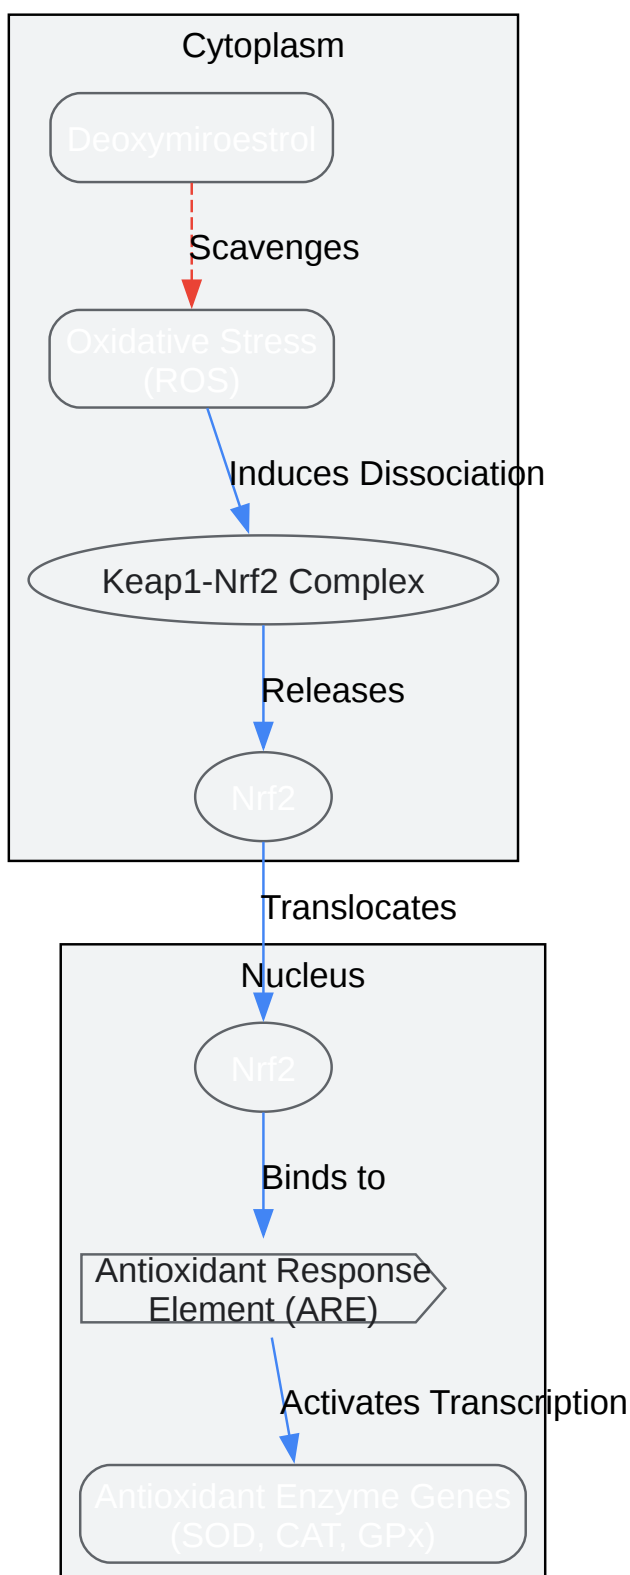 Cytoplasm
Deoxymiroestrol
Scavenges
Oxidative Stress
(ROS)
Induces Dissociation
Keap1-Nrf2 Complex
Releases
Nrf2
Translocates
Nucleus
Nrf2
Binds to
Antioxidant Response
Element (ARE)
Activates Transcription
Antioxidant Enzyme Genes
(SOD, CAT, GPx)